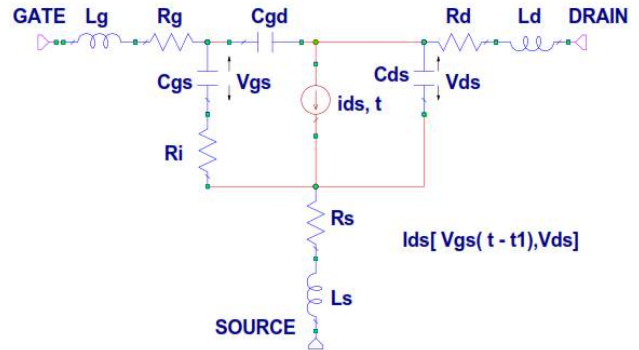 GATE Lg Rg Cgd Rd Ld DRAIN
Cgs Vgs Cds Vds
ids, t
Ri
Rs
Ids[ Vgs( t - t1),Vds]
Ls
SOURCE